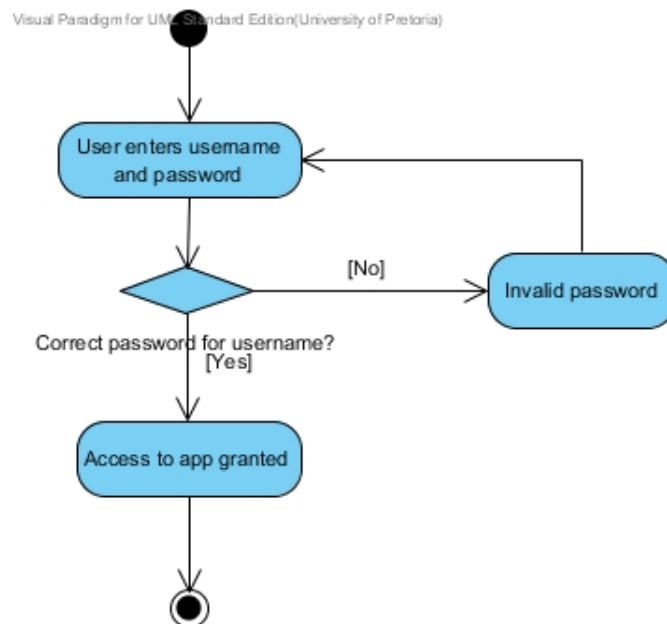 Visual Paradigm for UML Standard Edition(University of Pretoria)
User enters username
and password
[No]
Invalid password
Correct password for username?
[Yes]
Access to app granted